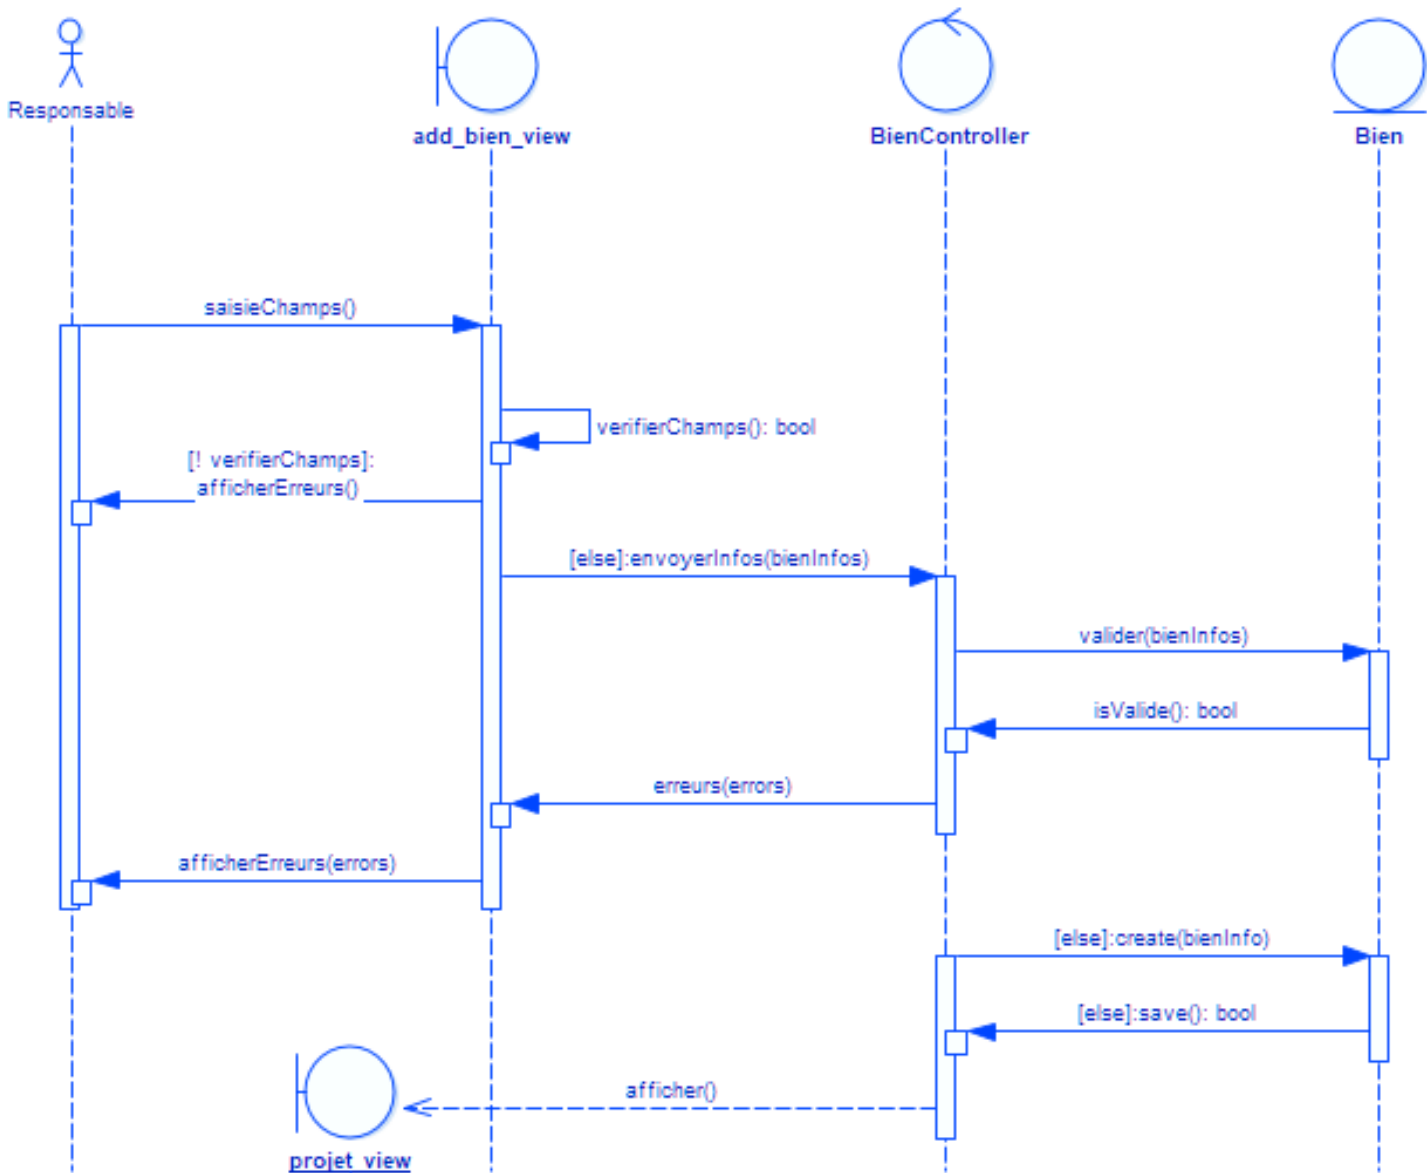 Responsable
add_bien_view
BienController
Bien
saisieChamps()
verifierChamps(): bool
[! verifierChamps]:
afficherErreurs()
[else]:envoyerInfos(bienInfos)
valider(bienInfos)
isValide(): bool
erreurs(errors)
afficherErreurs(errors)
[else]:create(bienInfo)
[else]:save(): bool
afficher()
projet_view